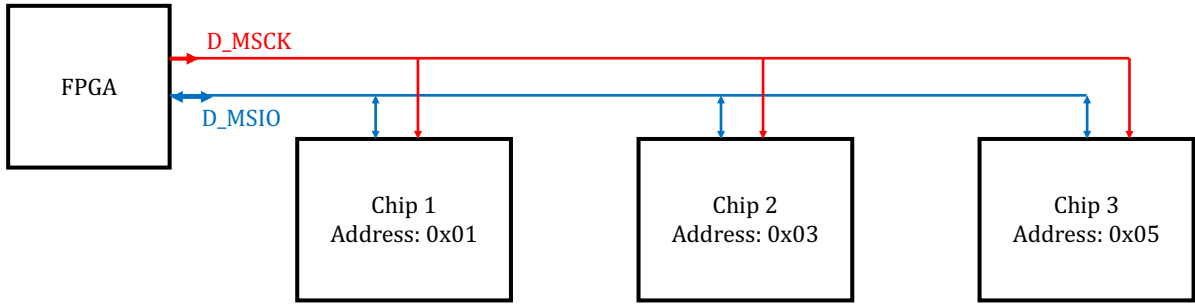 D_MSCK
FPGA
D_MSIO
Chip 1
Address: 0x01
Chip 2
Address: 0x03
Chip 3
Address: 0x05